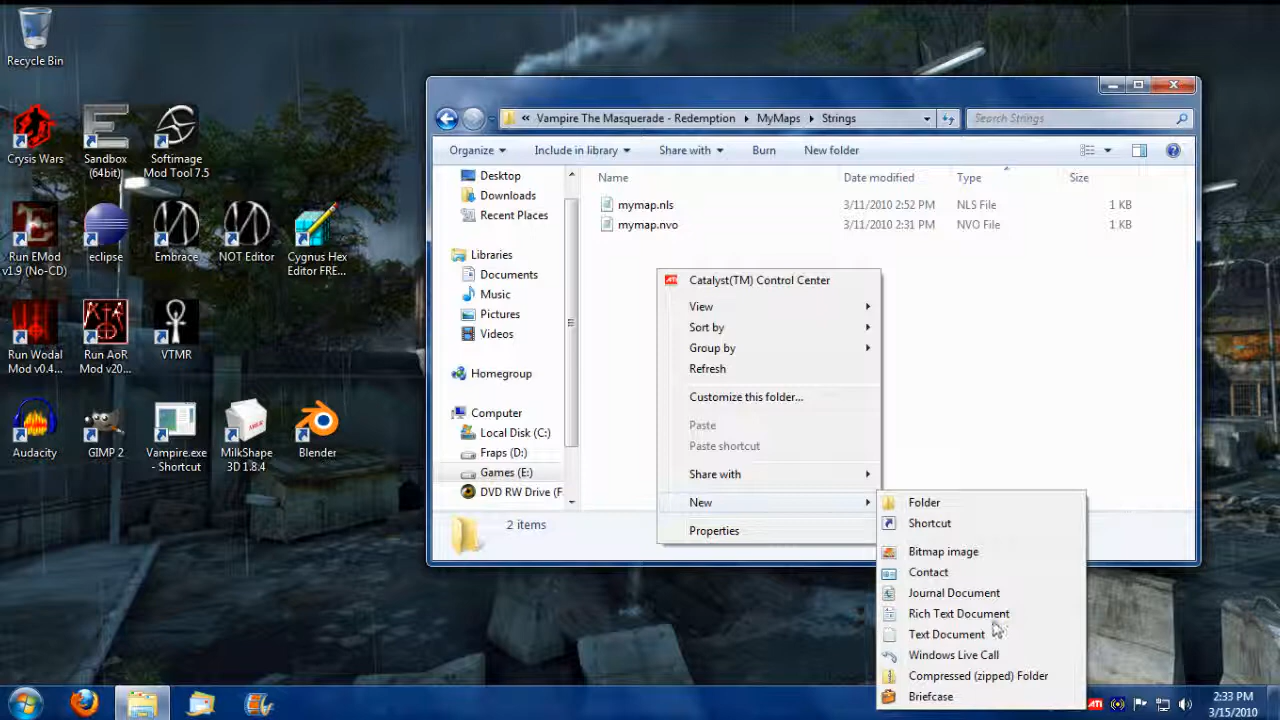 Recycle Bin
Crysis Wars
Sandbox
(64bit)
Softimage
Mod Tool 7.5
Run EMod
v1.9 (No-CD)
eclipse
Embrace
NOT Editor
Cygnus Hex
Editor FRE...
Run Wodal
Mod v0.4...
Run AoR
Mod v20...
VTMR
Audacity
GIMP 2
Vampire.exe
- Shortcut
MilkShape
3D 1.8.4
Blender
« Vampire The Masquerade - Redemption MyMaps Strings
Search Strings
Organize Include in library Share with Burn New folder
Desktop
Downloads
Recent Places
Libraries
Documents
Music
Pictures
Videos
Homegroup
Computer
Local Disk (C:)
Fraps (D:)
Games (E:)
DVD RW Drive (F
Name Date modified Type Size
mymap.nls 3/11/2010 2:52 PM NLS File 1 KB
mymap.nvo 3/11/2010 2:31 PM NVO File 1 KB
2 items
ATI Catalyst(TM) Control Center
View
Sort by
Group by
Refresh
Customize this folder...
Paste
Paste shortcut
Share with
New
Properties
Folder
Shortcut
Bitmap image
Contact
Journal Document
Rich Text Document
Text Document
Windows Live Call
Compressed (zipped) Folder
Briefcase
ATI
2:33 PM
3/15/2010